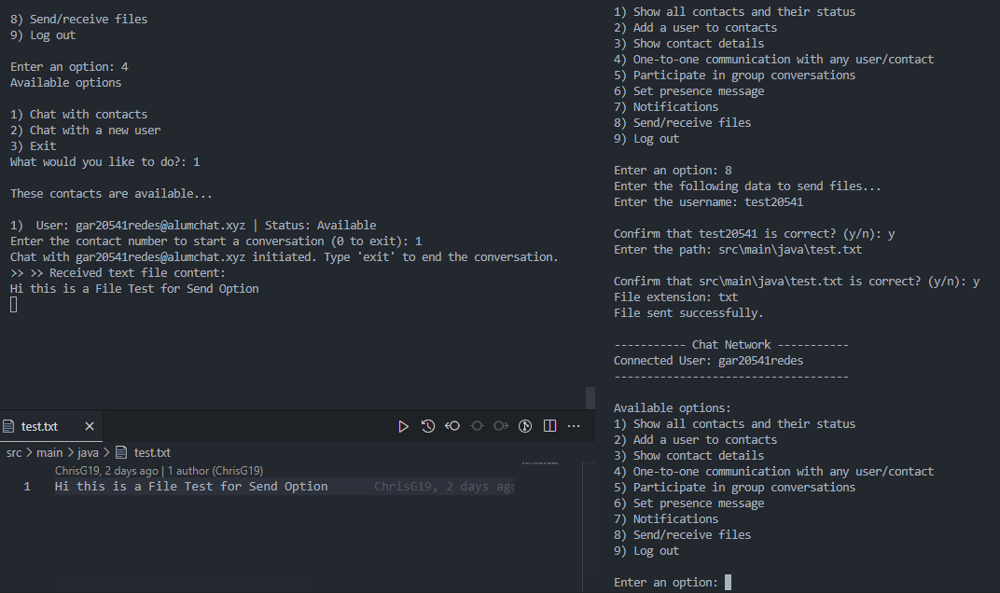 8) Send/receive files
9) Log out
Enter an option: 4
Available options
1) Chat with contacts
2) Chat with a new user
3) Exit
What would you like to do?: 1
These contacts are available...
1)  User: gar20541redes@alumchat.xyz | Status: Available
Enter the contact number to start a conversation (0 to exit): 1
Chat with gar20541redes@alumchat.xyz initiated. Type 'exit' to end the conversation.
>> >> Received text file content:
Hi this is a File Test for Send Option
test.txt
src > main > java > test.txt
ChrisG19, 2 days ago | 1 author (ChrisG19)
1 Hi this is a File Test for Send Option ChrisG19, 2 days ago
1) Show all contacts and their status
2) Add a user to contacts
3) Show contact details
4) One-to-one communication with any user/contact
5) Participate in group conversations
6) Set presence message
7) Notifications
8) Send/receive files
9) Log out
Enter an option: 8
Enter the following data to send files...
Enter the username: test20541
Confirm that test20541 is correct? (y/n): y
Enter the path: src\main\java\test.txt
Confirm that src\main\java\test.txt is correct? (y/n): y
File extension: txt
File sent successfully.
----------- Chat Network -----------
Connected User: gar20541redes
------------------------------------
Available options:
1) Show all contacts and their status
2) Add a user to contacts
3) Show contact details
4) One-to-one communication with any user/contact
5) Participate in group conversations
6) Set presence message
7) Notifications
8) Send/receive files
9) Log out
Enter an option: